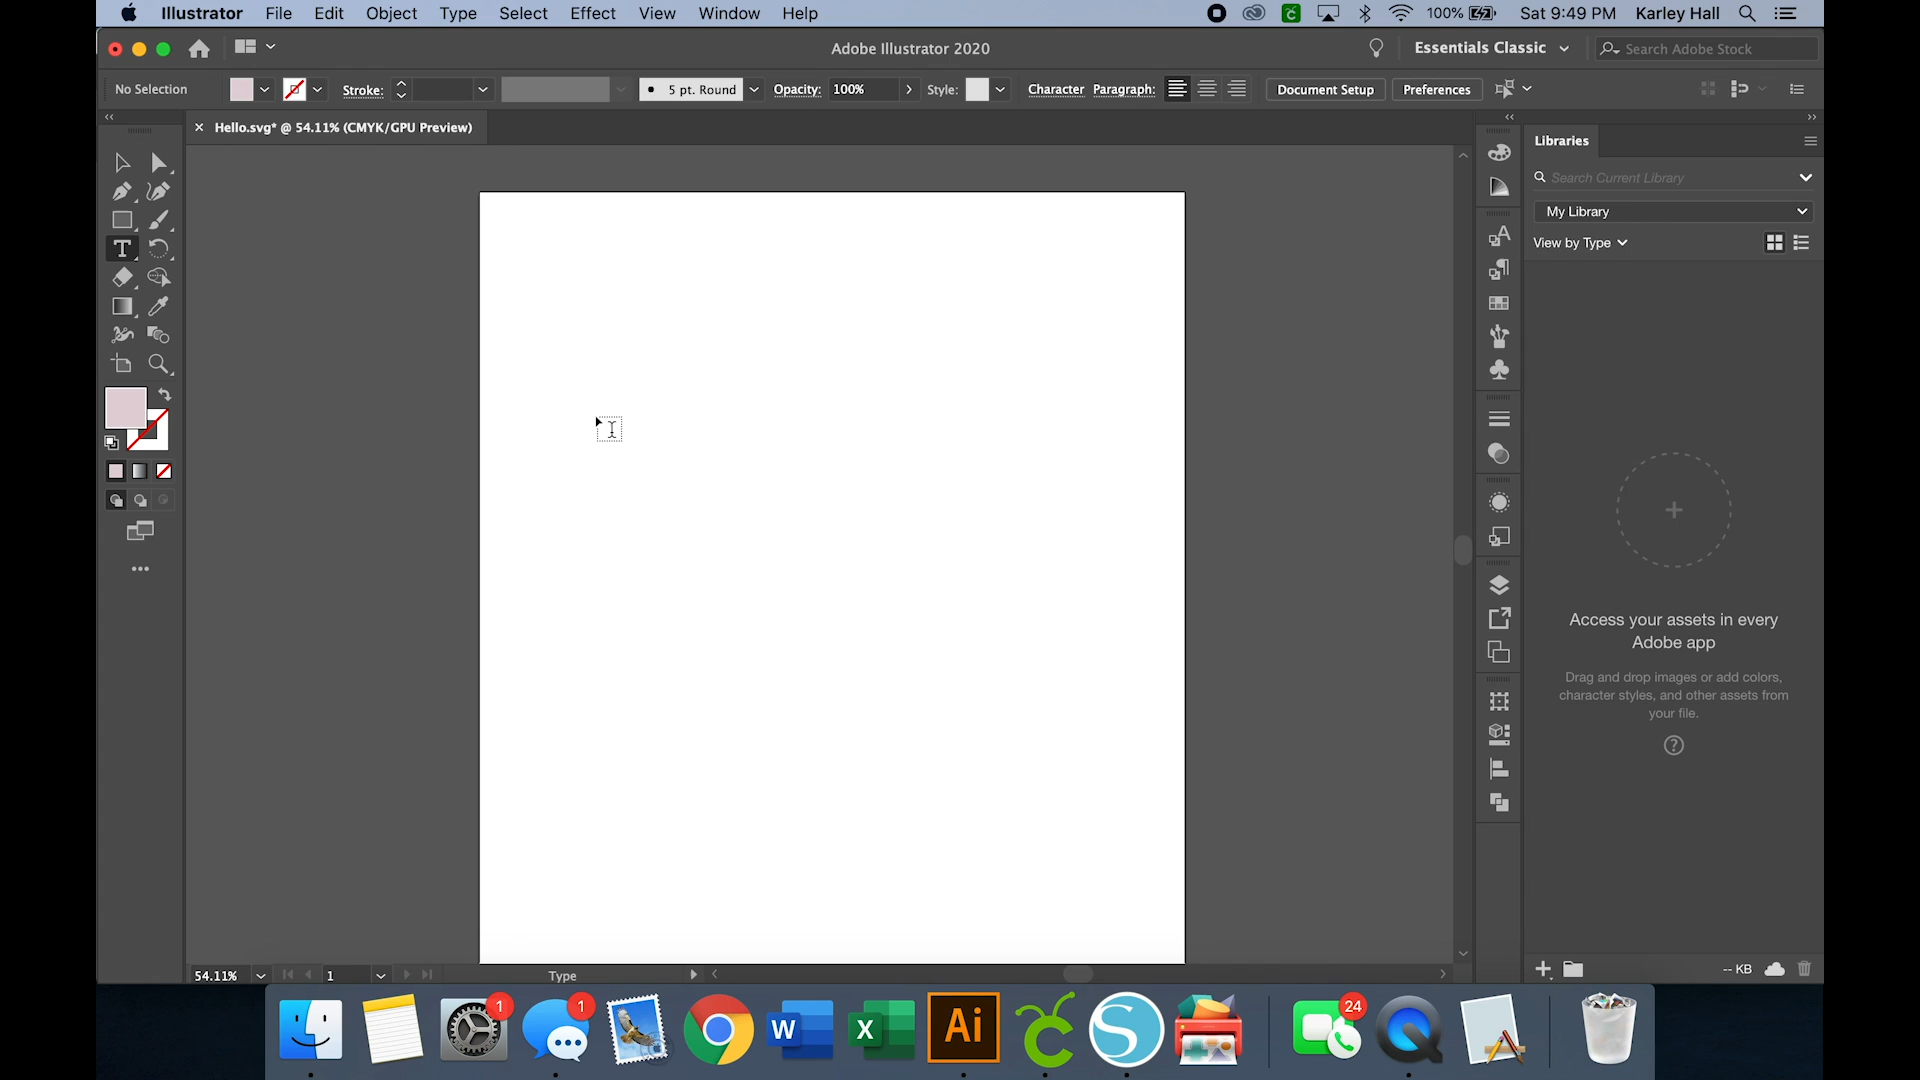 Illustrator File Edit Object Type Select Effect View Window Help 100% Sat 9:49 PM Karley Hall
Adobe Illustrator 2020 Essentials Classic Search Adobe Stock
No Selection Stroke: 5 pt. Round Opacity: 100% Style: Character Paragraph: Document Setup Preferences
Hello.svg* @ 54.11% (CMYK/GPU Preview)
Libraries
Search Current Library
My Library
View by Type
Access your assets in every
Adobe app
Drag and drop images or add colors,
character styles, and other assets from
your file.
-- KB
54.11% 1 Type
1
1
24
W
X
Ai
S